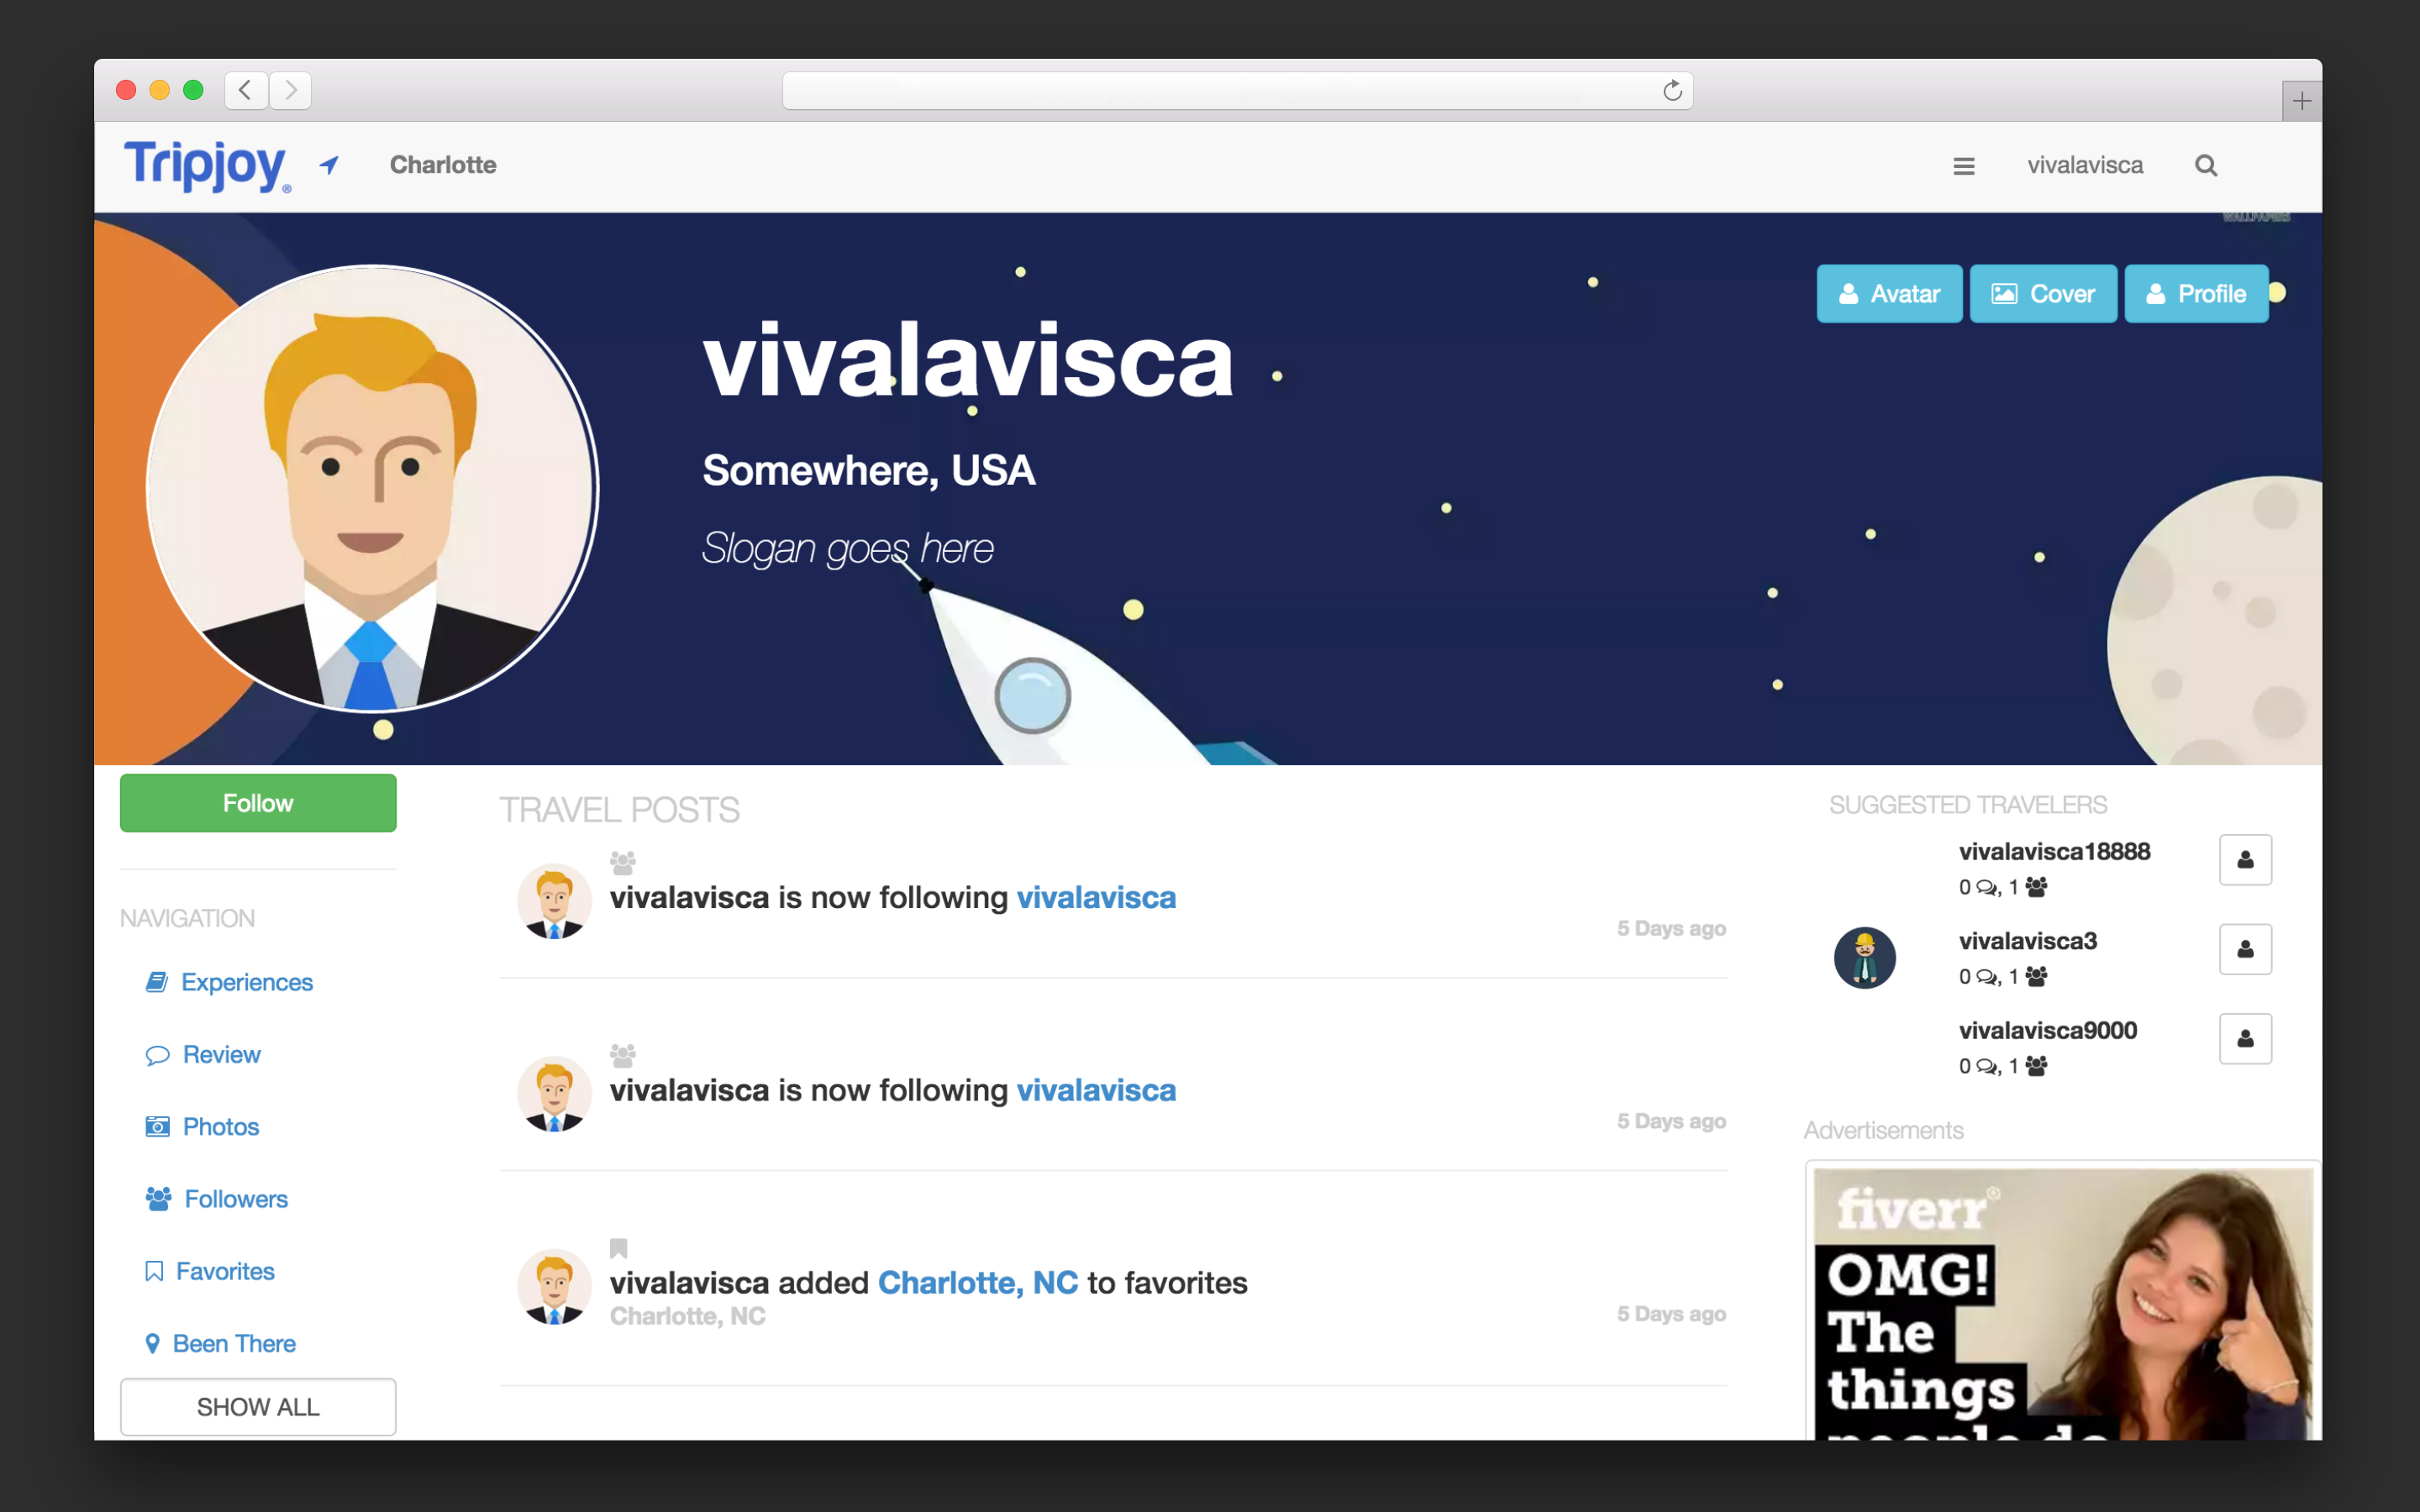 Tripjoy®
Charlotte
vivalavisca
WALLPAPERS
Avatar
Cover
Profile
vivalavisca
Somewhere, USA
Slogan goes here
Follow
NAVIGATION
Experiences
Review
Photos
Followers
Favorites
Been There
SHOW ALL
TRAVEL POSTS
vivalavisca is now following vivalavisca
5 Days ago
vivalavisca is now following vivalavisca
5 Days ago
vivalavisca added Charlotte, NC to favorites
Charlotte, NC
5 Days ago
SUGGESTED TRAVELERS
vivalavisca18888
0 , 1
vivalavisca3
0 , 1
vivalavisca9000
0 , 1
Advertisements
fiverr®
OMG!
The
things
people do